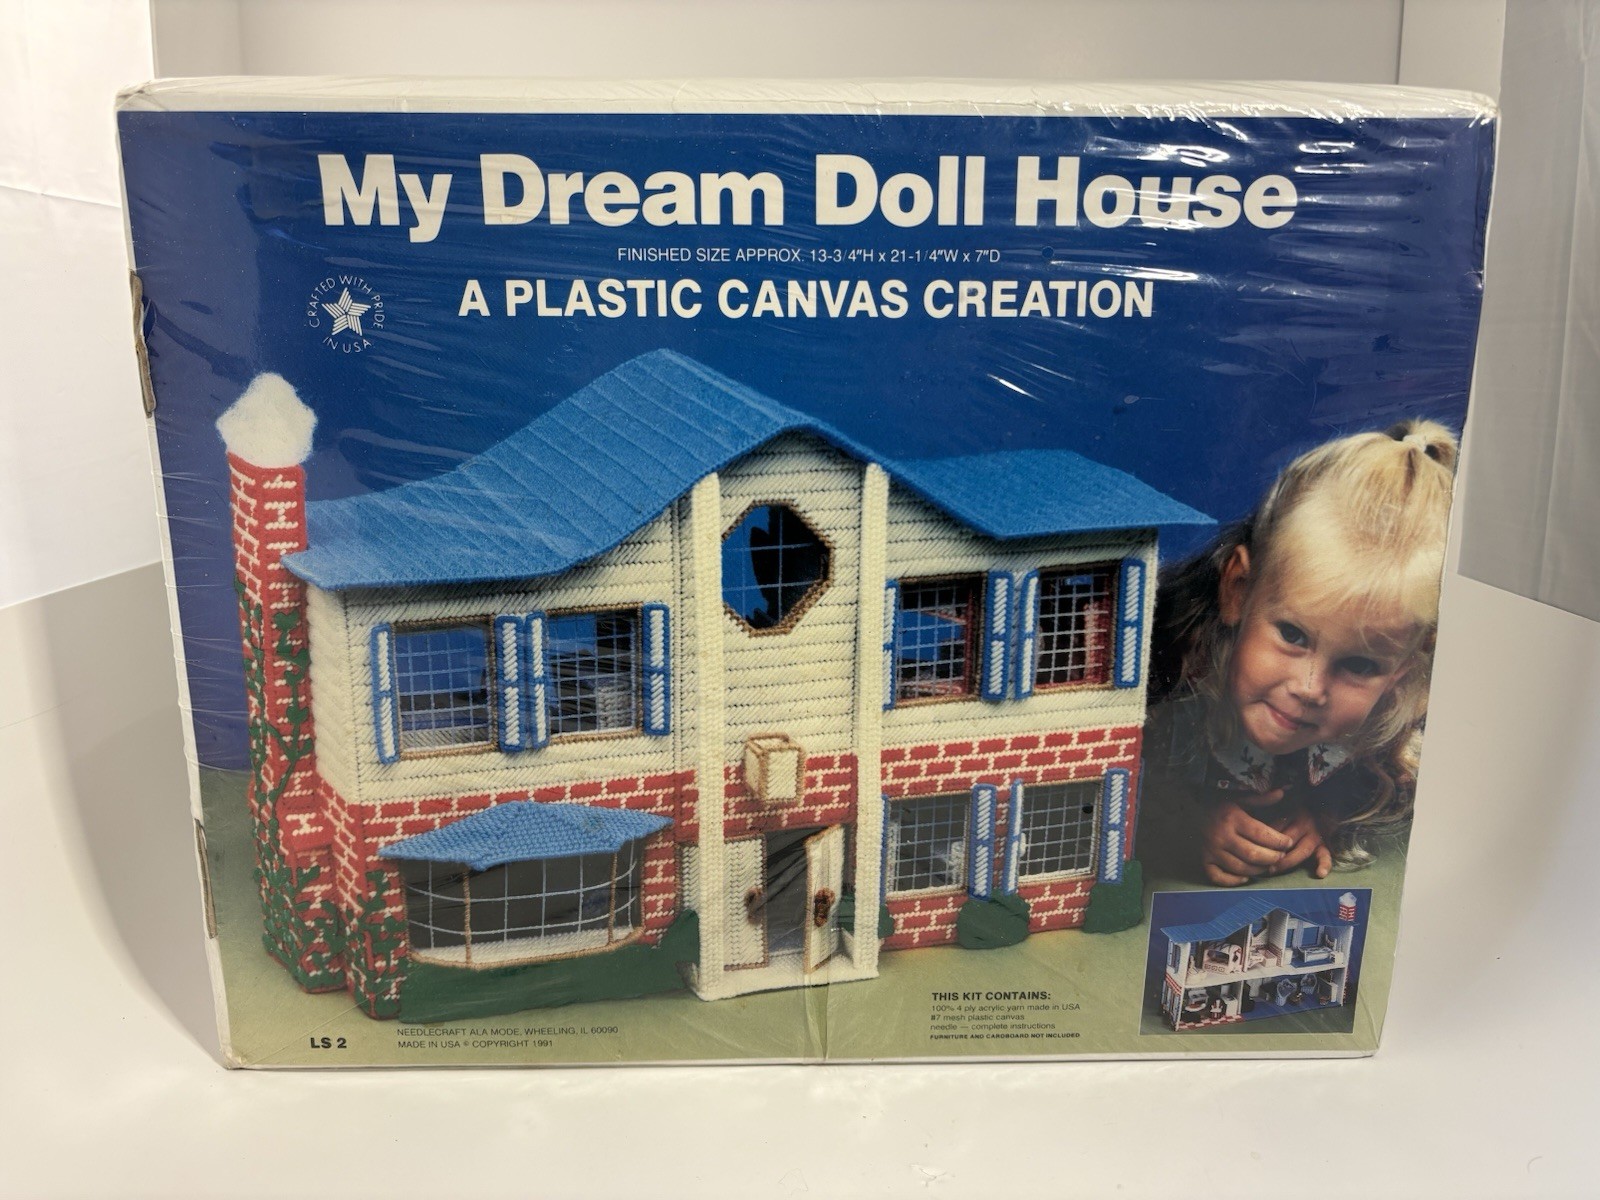 My Dream Doll House
FINISHED SIZE APPROX. 13-3/4"H x 21-1/4"W x 7"D
CRAFTED WITH PRIDE
IN U.S.A.
A PLASTIC CANVAS CREATION
THIS KIT CONTAINS:
100% 4 ply acrylic yarn made in USA
#7 mesh plastic canvas
needle — complete instructions
FURNITURE AND CARDBOARD NOT INCLUDED
LS 2
NEEDLECRAFT ALA MODE, WHEELING, IL 60090
MADE IN USA © COPYRIGHT 1991